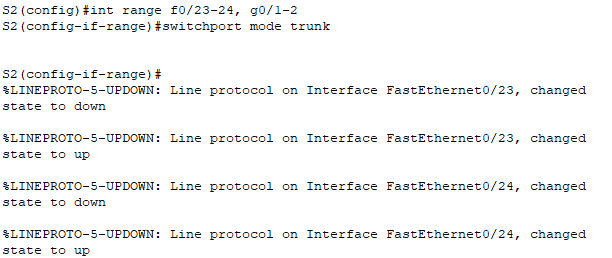 S2(config)#int range f0/23-24, g0/1-2
S2(config-if-range)#switchport mode trunk
S2(config-if-range)#
%LINEPROTO-5-UPDOWN: Line protocol on Interface FastEthernet0/23, changed
state to down
%LINEPROTO-5-UPDOWN: Line protocol on Interface FastEthernet0/23, changed
state to up
%LINEPROTO-5-UPDOWN: Line protocol on Interface FastEthernet0/24, changed
state to down
%LINEPROTO-5-UPDOWN: Line protocol on Interface FastEthernet0/24, changed
state to up